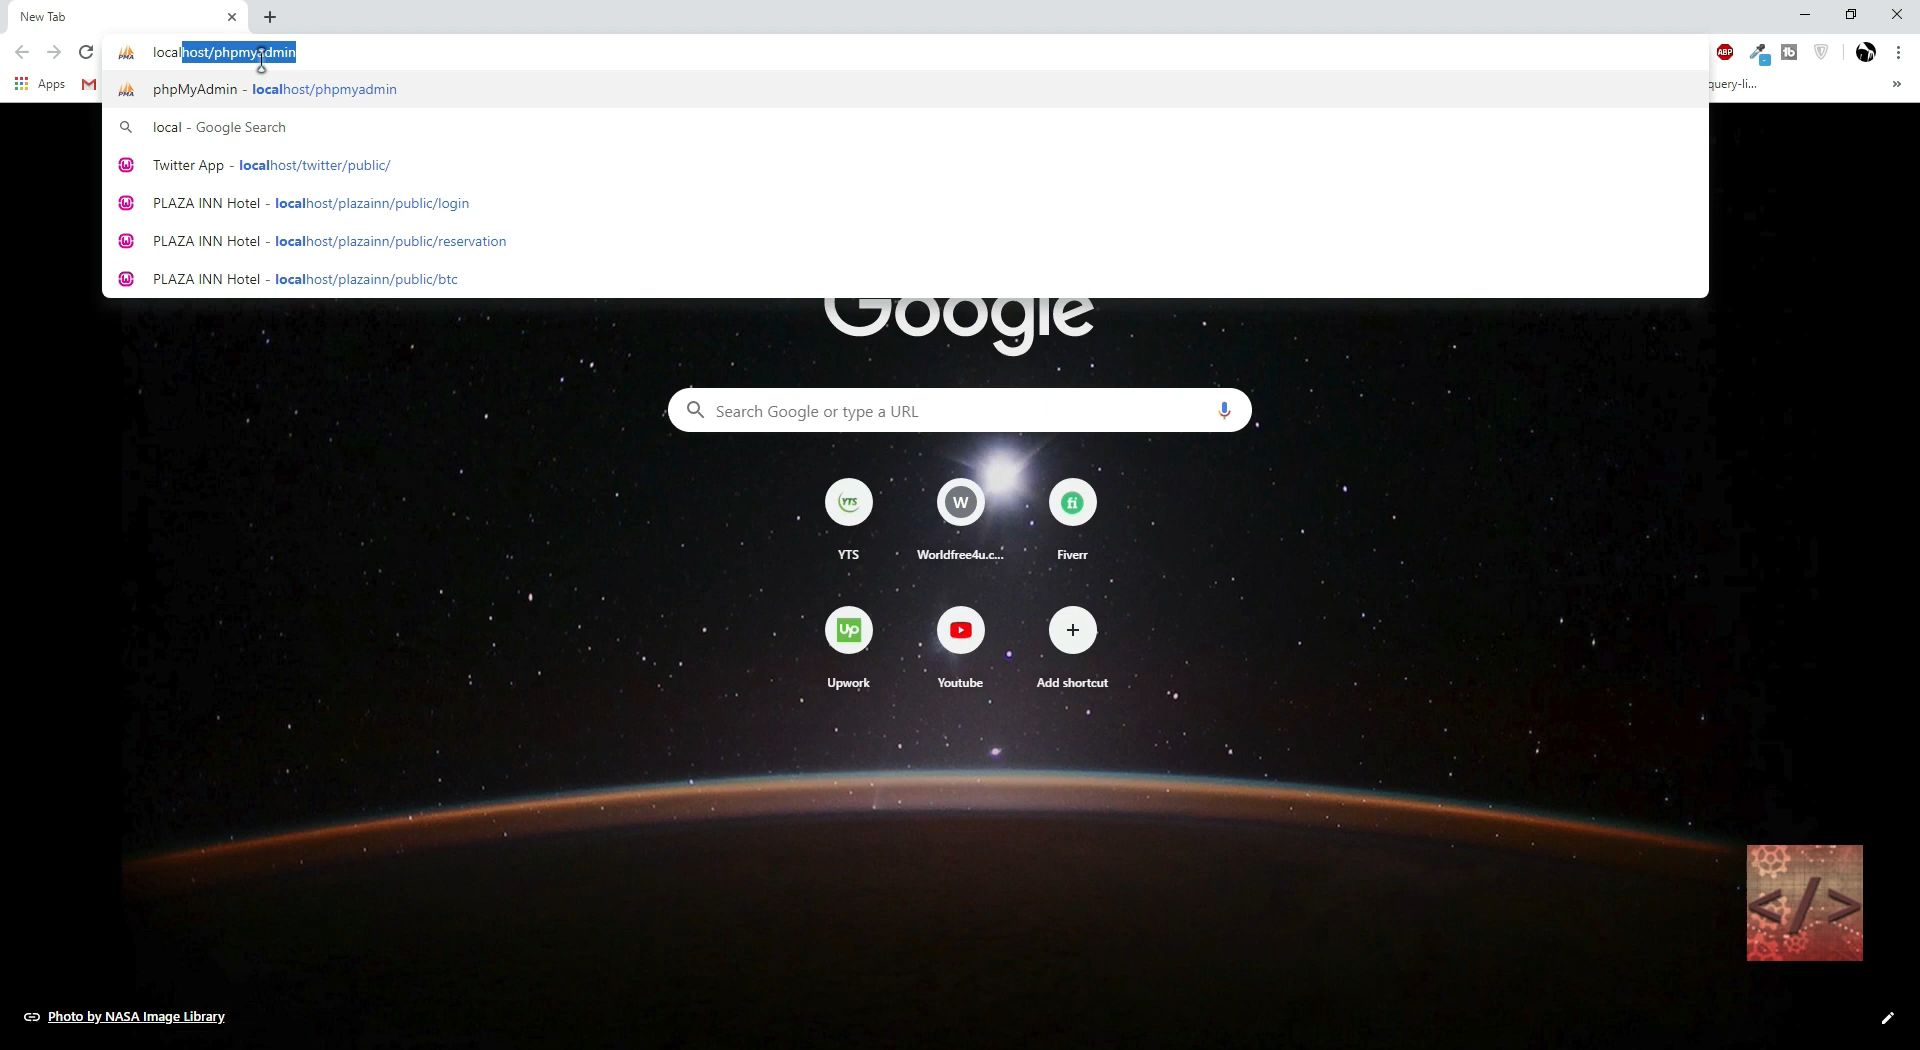 New Tab
localhost/phpmyadmin
Apps
query-li...
»
phpMyAdmin - localhost/phpmyadmin
local - Google Search
Twitter App - localhost/twitter/public/
PLAZA INN Hotel - localhost/plazainn/public/login
PLAZA INN Hotel - localhost/plazainn/public/reservation
PLAZA INN Hotel - localhost/plazainn/public/btc
Google
Search Google or type a URL
YTS
W
fi
YTS
Worldfree4u.c...
Fiverr
Up
Upwork
Youtube
Add shortcut
</>
Photo by NASA Image Library